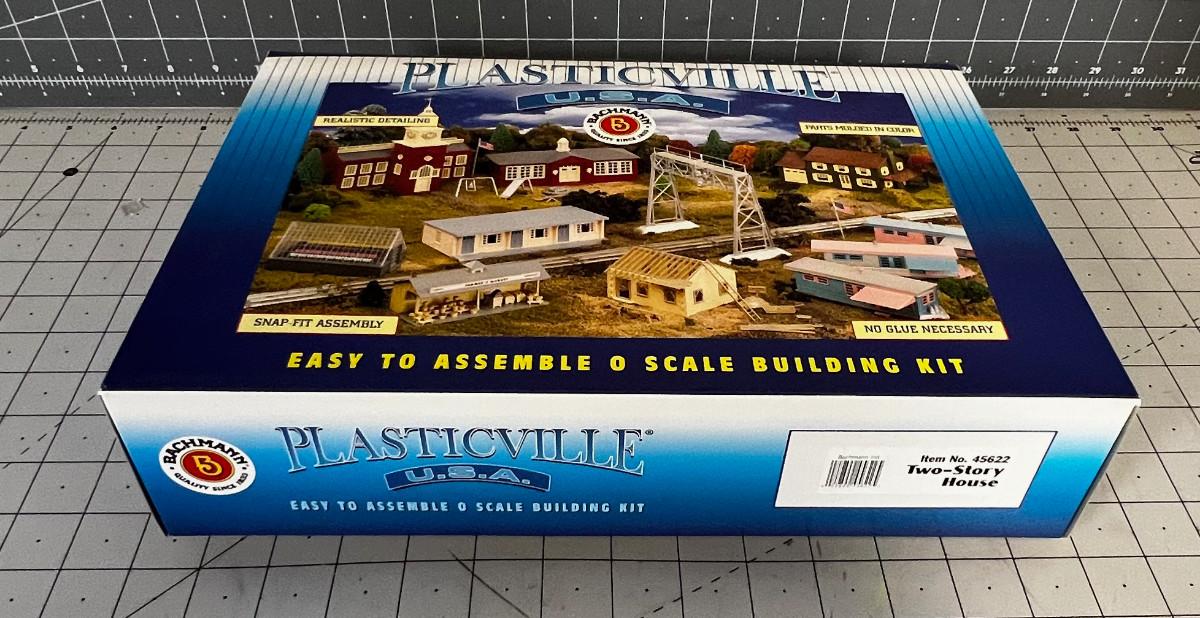 PLASTICVILLE
U.S.A.
BACHMANN
B
QUALITY SINCE 1833
REALISTIC DETAILING
PARTS MOLDED IN COLOR
SNAP-FIT ASSEMBLY
NO GLUE NECESSARY
EASY TO ASSEMBLE O SCALE BUILDING KIT
BACHMANN
B
QUALITY SINCE 1833
PLASTICVILLE®
U.S.A.
EASY TO ASSEMBLE O SCALE BUILDING KIT
Item No. 45622
Two-Story
House